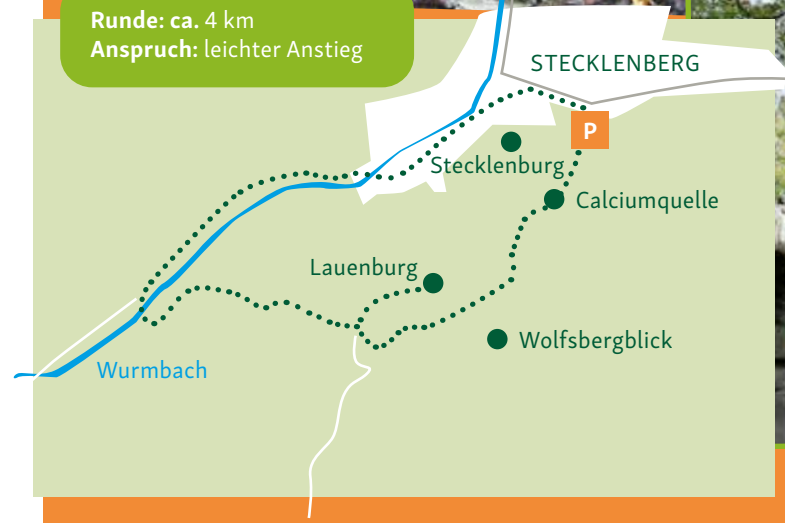 Runde: ca. 4 km
Anspruch: leichter Anstieg
STECKLENBERG
P
Stecklenburg
Calciumquelle
Lauenburg
Wolfsbergblick
Wurmbach